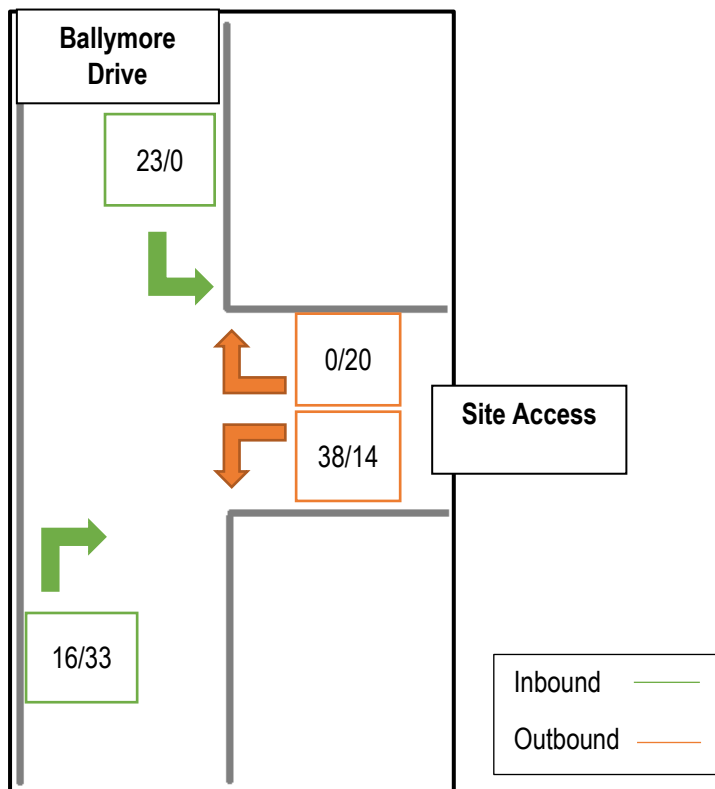 Ballymore
Drive
23/0
0/20
38/14
Site Access
16/33
Inbound
Outbound